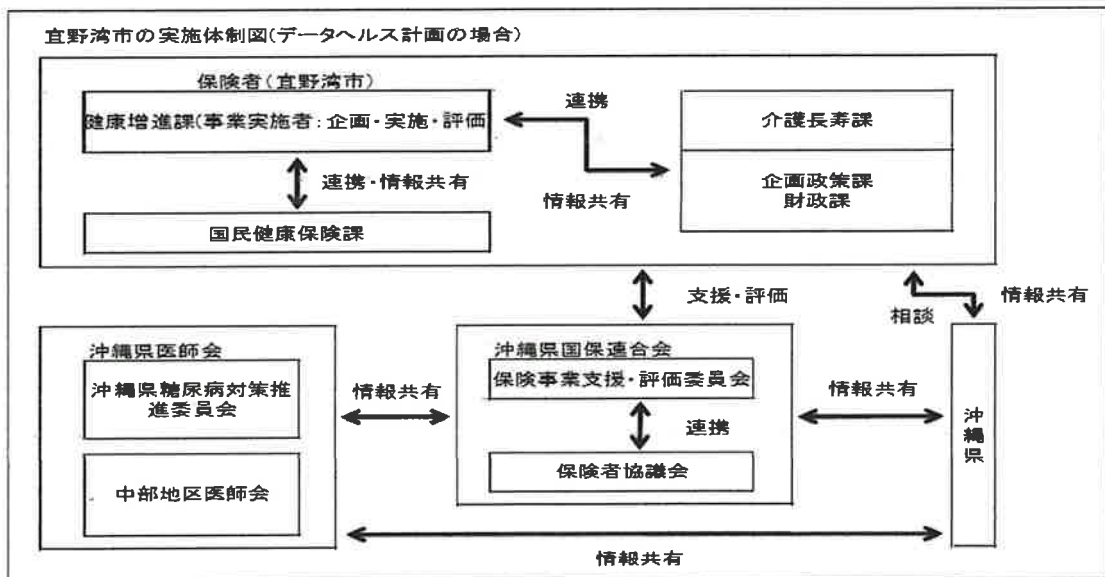 宜野湾市の実施体制図(データヘルス計画の場合)
保険者(宜野湾市)
健康増進課(事業実施者:企画・実施・評価
連携
介護長寿課
連携・情報共有
情報共有
企画政策課
財政課
国民健康保険課
支援・評価
情報共有
相談
沖縄県医師会
沖縄県糖尿病対策推
進委員会
中部地区医師会
情報共有
沖縄県国保連合会
保険事業支援・評価委員会
連携
保険者協議会
情報共有
沖縄県
情報共有